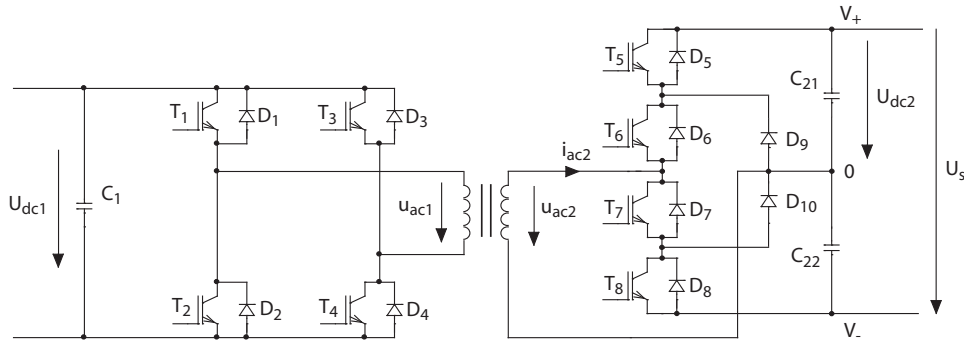 V+
T5
D5
C21
Udc2
T1
D1
T3
D3
T6
D6
D9
iac2
Udc1
C1
uac1
uac2
0
Us
T7
D7
D10
C22
T2
D2
T4
D4
T8
D8
V-